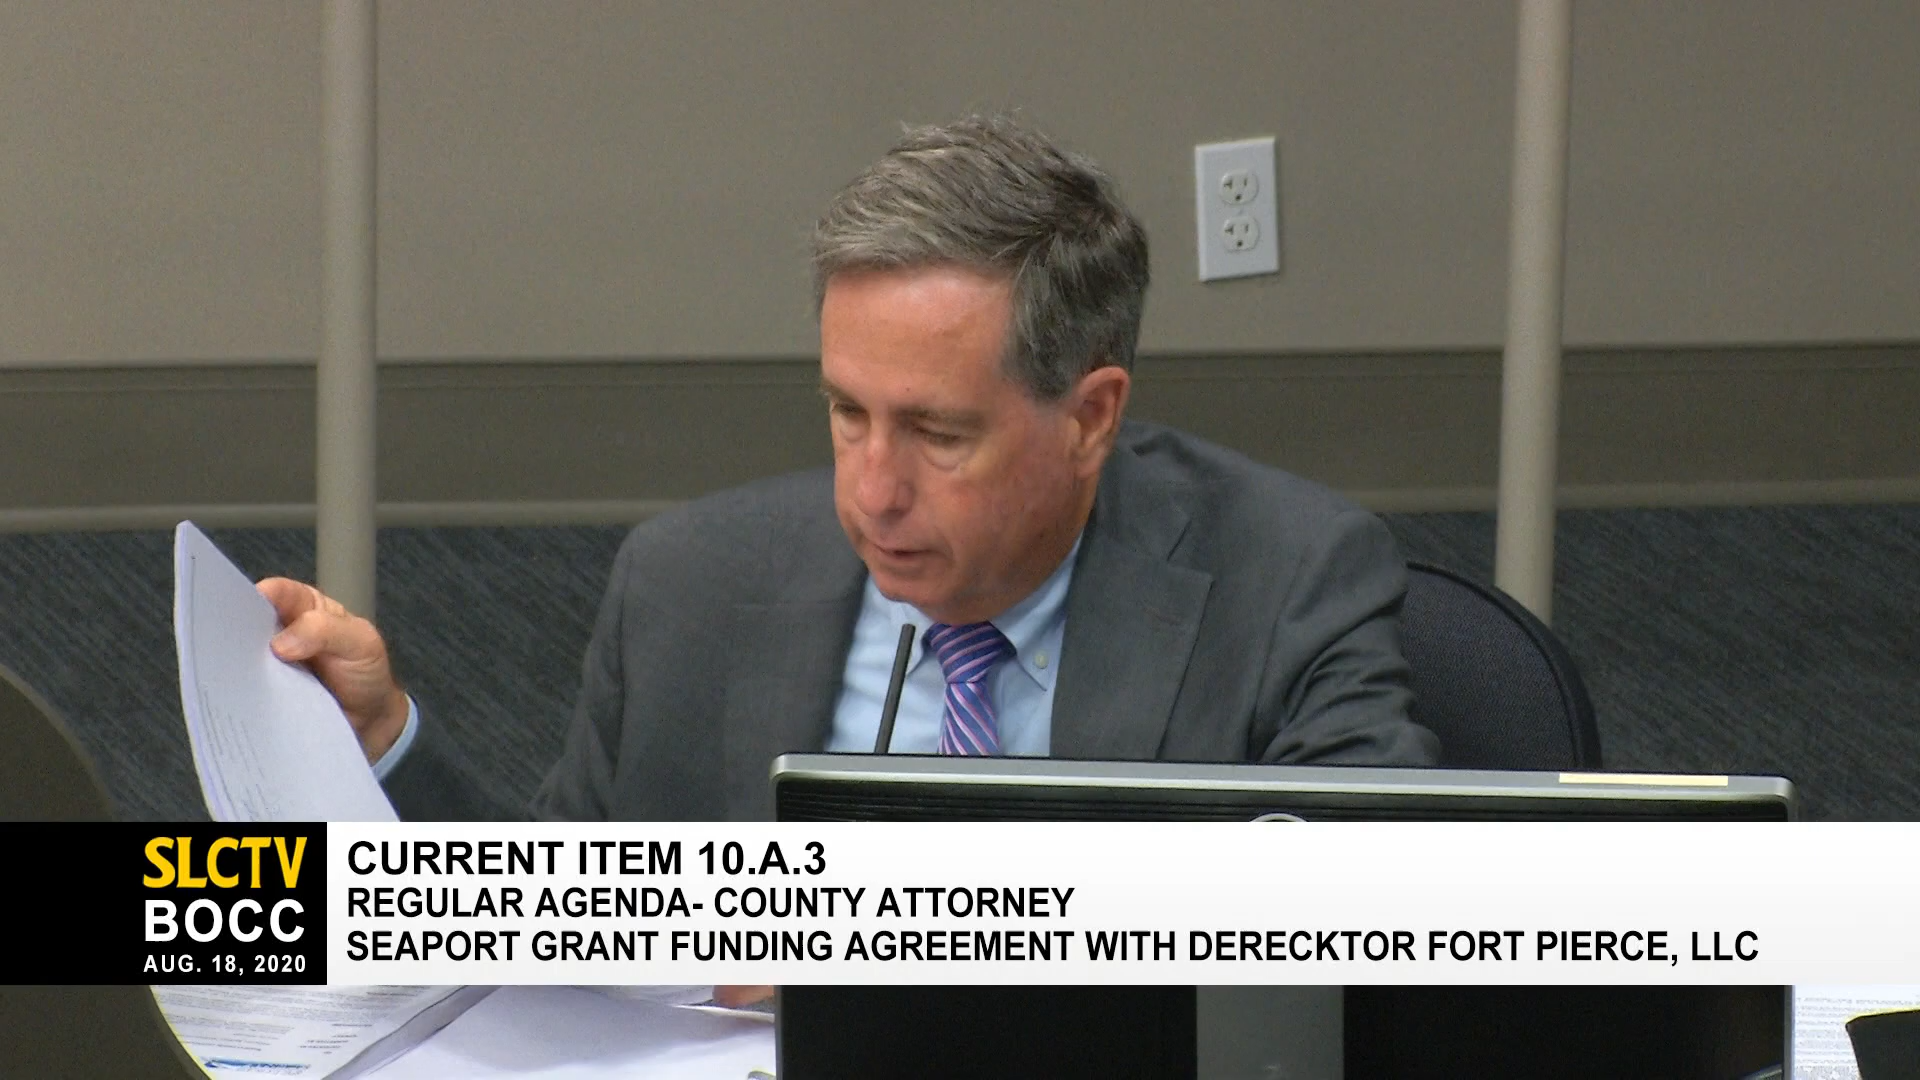 SLCTV
BOCC
AUG. 18, 2020
CURRENT ITEM 10.A.3
REGULAR AGENDA- COUNTY ATTORNEY
SEAPORT GRANT FUNDING AGREEMENT WITH DERECKTOR FORT PIERCE, LLC